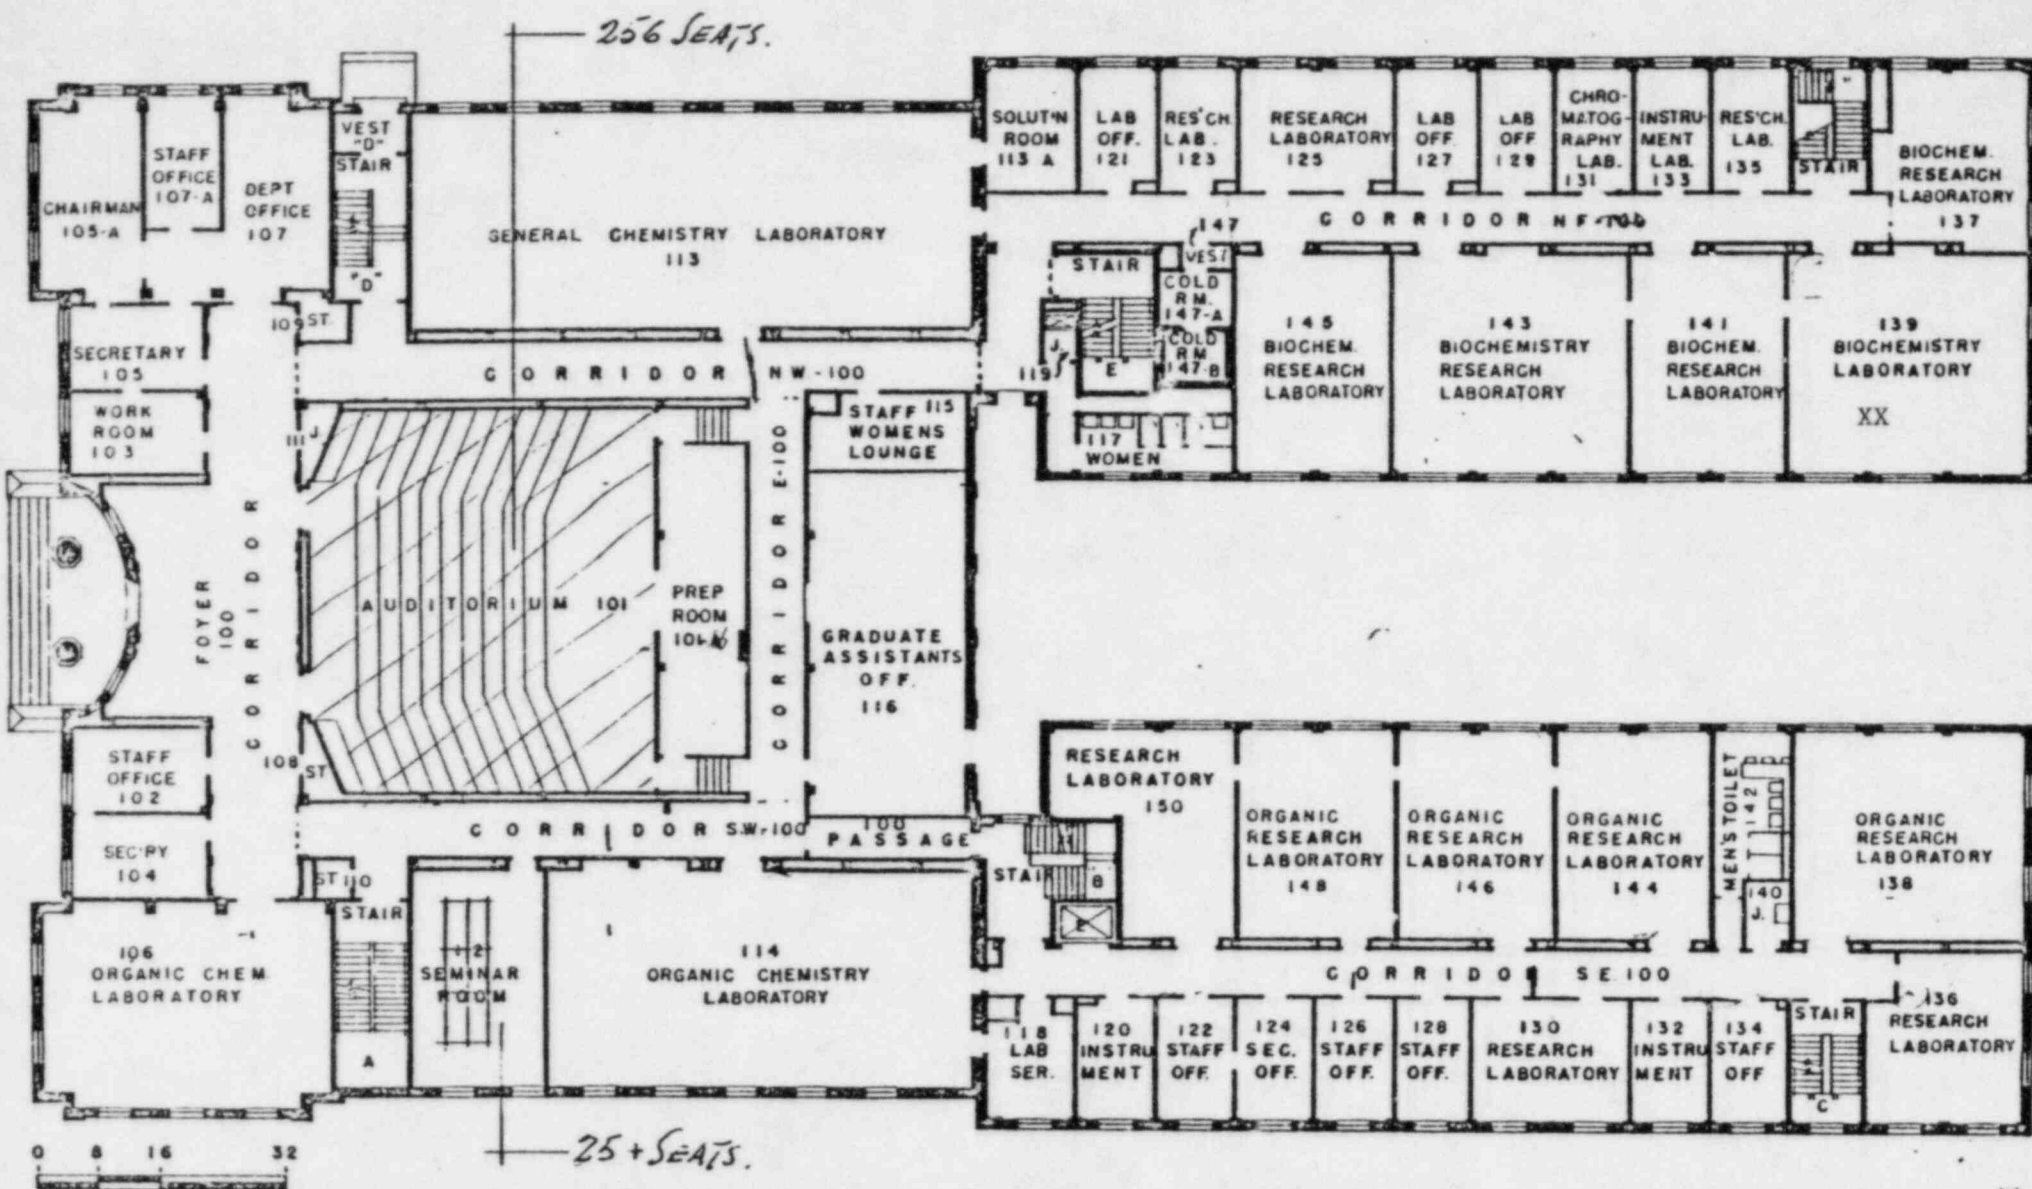 256 SEATS.
VEST
"D"
STAIR
"D"
CHAIRMAN
105-A
STAFF
OFFICE
107-A
DEPT
OFFICE
107
GENERAL CHEMISTRY LABORATORY
113
SOLUT'N
ROOM
113 A
LAB
OFF.
121
RES'CH.
LAB.
123
RESEARCH
LABORATORY
125
LAB
OFF.
127
LAB
OFF
129
CHRO-
MATOG-
RAPHY
LAB.
131
INSTRU-
MENT
LAB.
133
RES'CH.
LAB.
135
STAIR
BIOCHEM.
RESEARCH
LABORATORY
137
CORRIDOR
147
VEST
STAIR
"E"
COLD
RM.
147-A
COLD
RM
147-B
J.
119
117
WOMEN
145
BIOCHEM.
RESEARCH
LABORATORY
143
BIOCHEMISTRY
RESEARCH
LABORATORY
141
BIOCHEM.
RESEARCH
LABORATORY
139
BIOCHEMISTRY
LABORATORY
XX
109 ST.
SECRETARY
105
WORK
ROOM
103
CORRIDOR NW-100
111 J.
STAFF 115
WOMENS
LOUNGE
CORRIDOR E-100
FOYER
100
CORRIDOR
AUDITORIUM 101
PREP
ROOM
GRADUATE
ASSISTANTS
OFF.
116
STAFF
OFFICE
102
SEC'RY
104
108 ST
CORRIDOR S.W.-100
100
PASSAGE
ST 110
STAIR
A
106
ORGANIC CHEM.
LABORATORY
SEMINAR
ROOM
114
ORGANIC CHEMISTRY
LABORATORY
STAIR
B
E
RESEARCH
LABORATORY
150
ORGANIC
RESEARCH
LABORATORY
148
ORGANIC
RESEARCH
LABORATORY
146
ORGANIC
RESEARCH
LABORATORY
144
MEN'S TOILET
142
140
J.
ORGANIC
RESEARCH
LABORATORY
138
CORRIDOR S.E. 100
118
LAB
SER.
120
INSTRU
MENT
122
STAFF
OFF.
124
SEC.
OFF.
126
STAFF
OFF.
128
STAFF
OFF.
130
RESEARCH
LABORATORY
132
INSTRU
MENT
134
STAFF
OFF
STAIR
"C"
136
RESEARCH
LABORATORY
25 + SEATS.
0 8 16 32